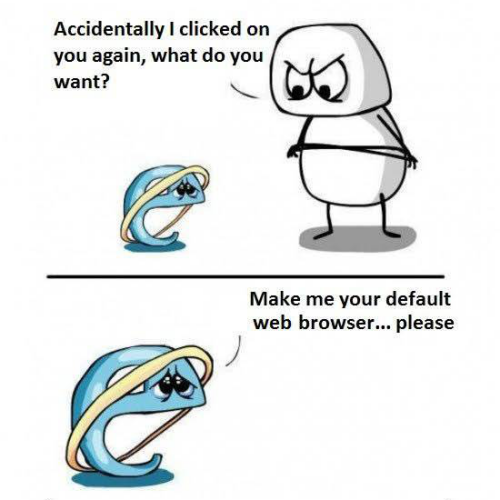 Accidentally I clicked on
you again, what do you
want?
Make me your default
web browser... please